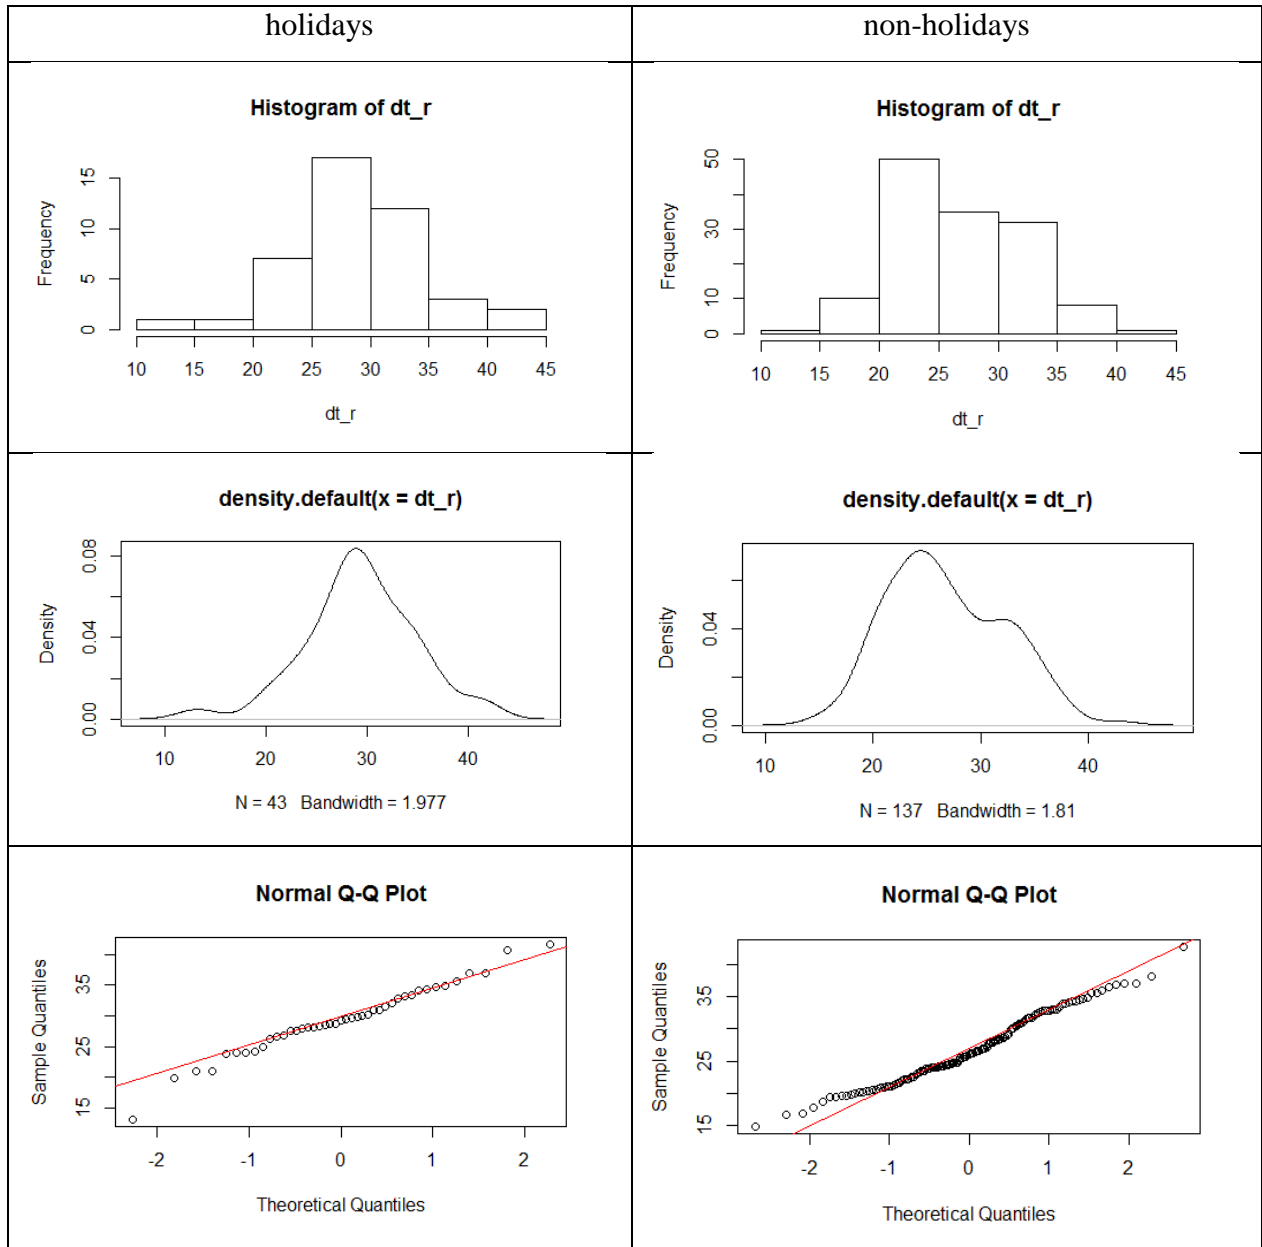 holidays
non-holidays
Histogram of dt_r
Frequency
15
10
5
0
10 15 20 25 30 35 40 45
dt_r
Histogram of dt_r
Frequency
50
30
10
0
10 15 20 25 30 35 40 45
dt_r
density.default(x = dt_r)
Density
0.08
0.04
0.00
10 20 30 40
N = 43 Bandwidth = 1.977
density.default(x = dt_r)
Density
0.04
0.00
10 20 30 40
N = 137 Bandwidth = 1.81
Normal Q-Q Plot
Sample Quantiles
35
25
15
-2 -1 0 1 2
Theoretical Quantiles
Normal Q-Q Plot
Sample Quantiles
35
25
15
-2 -1 0 1 2
Theoretical Quantiles